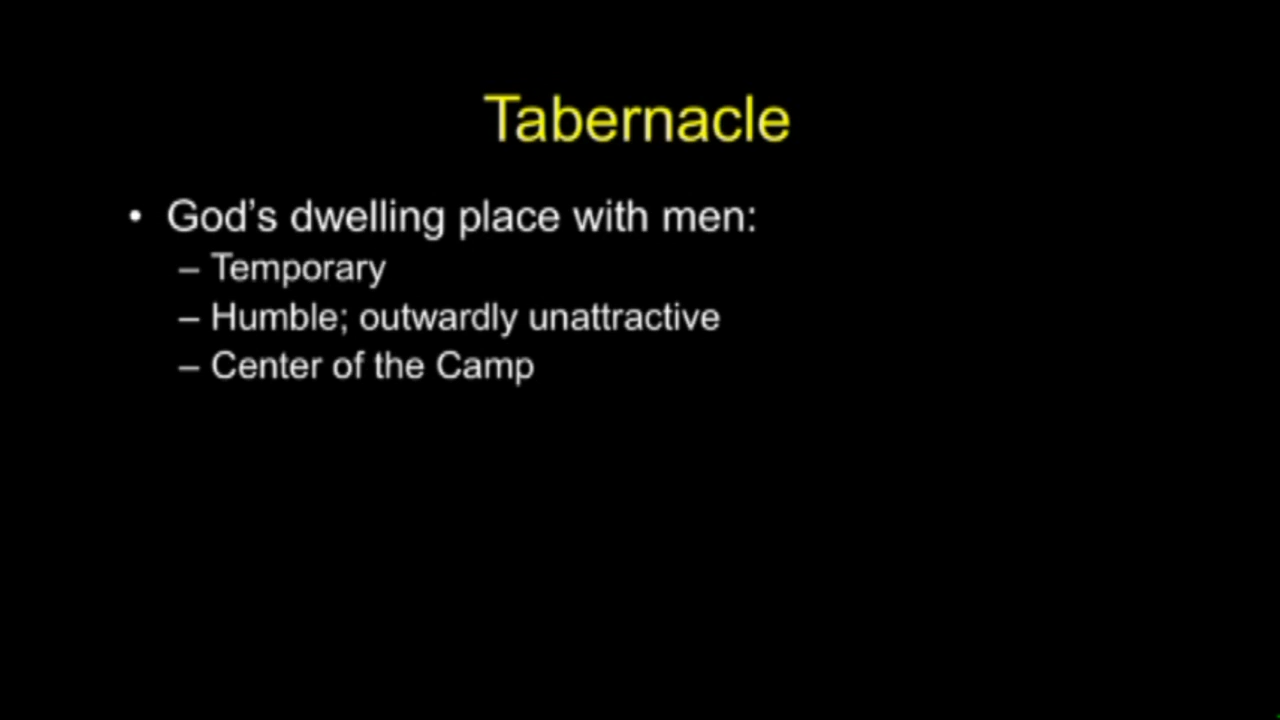 Tabernacle
• God's dwelling place with men:
– Temporary
– Humble; outwardly unattractive
– Center of the Camp